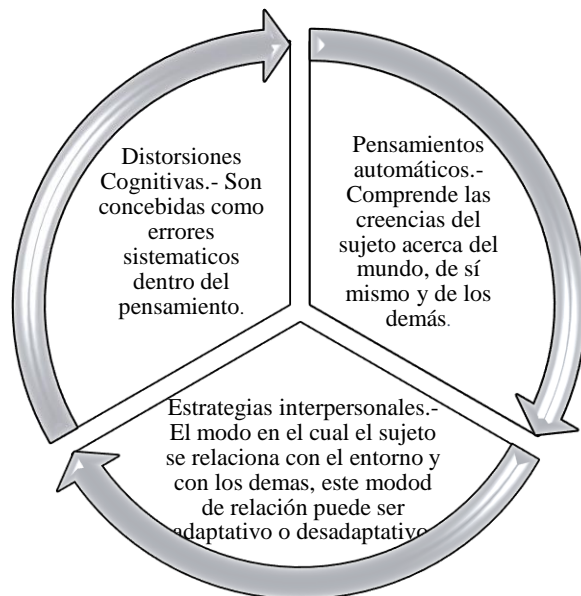 Distorsiones
Cognitivas.- Son
concebidas como
errores
sistematicos
dentro del
pensamiento.
Pensamientos
automáticos.-
Comprende las
creencias del
sujeto acerca del
mundo, de sí
mismo y de los
demás.
Estrategias interpersonales.-
El modo en el cual el sujeto
se relaciona con el entorno y
con los demas, este modod
de relación puede ser
adaptativo o desadaptativo